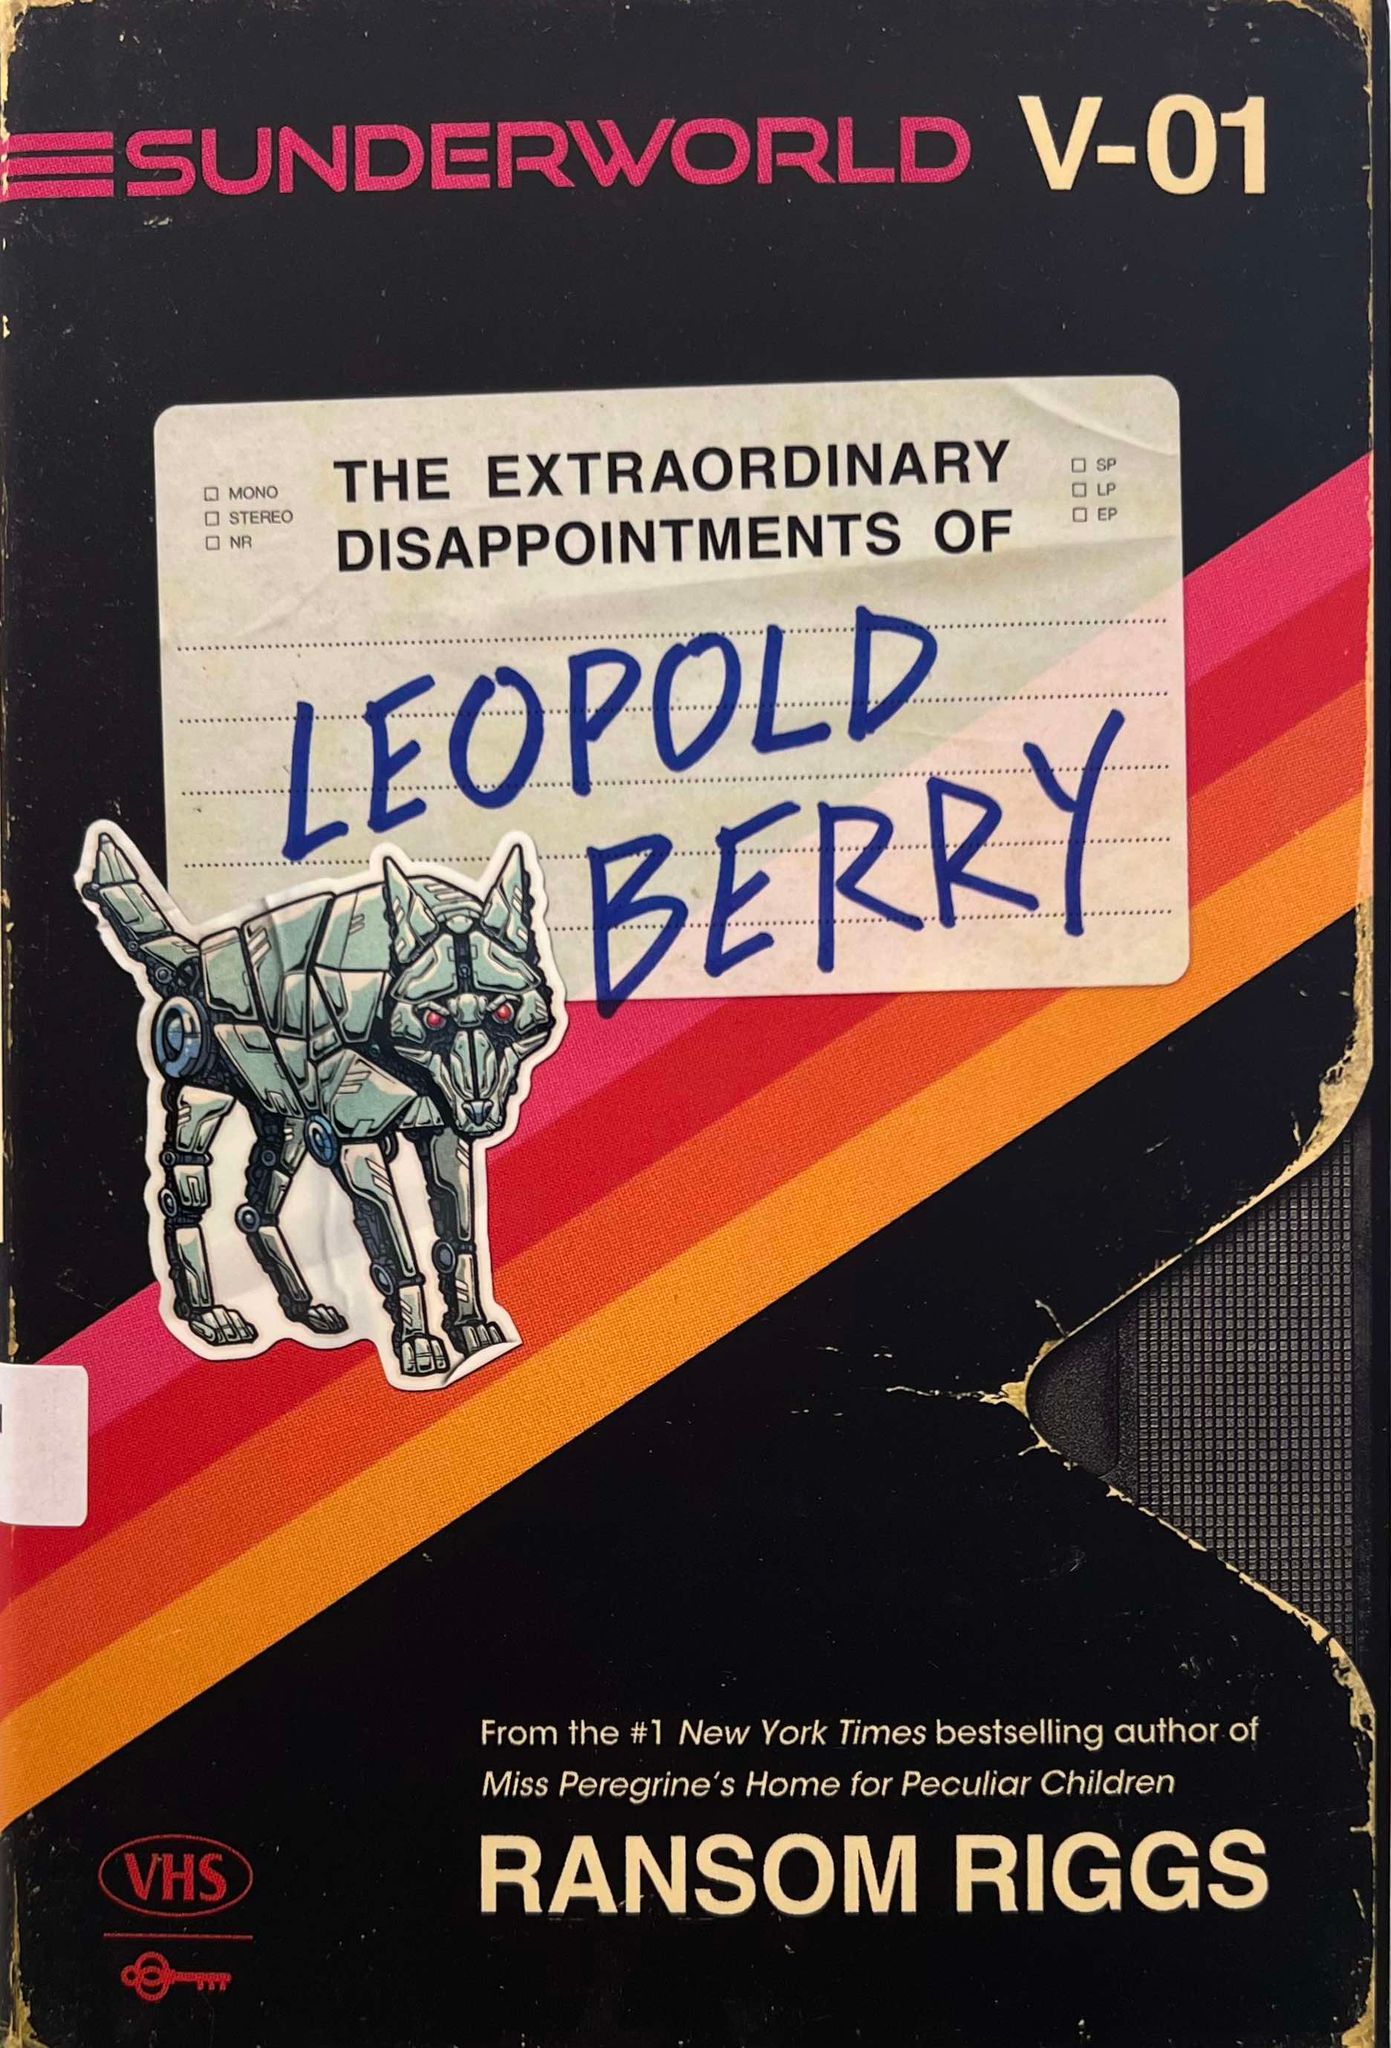 SUNDERWORLD V-01
THE EXTRAORDINARY
DISAPPOINTMENTS OF
☐ MONO
☐ STEREO
☐ NR
☐ SP
☐ LP
☐ EP
LEOPOLD
BERRY
From the #1 New York Times bestselling author of
Miss Peregrine's Home for Peculiar Children
RANSOM RIGGS
VHS